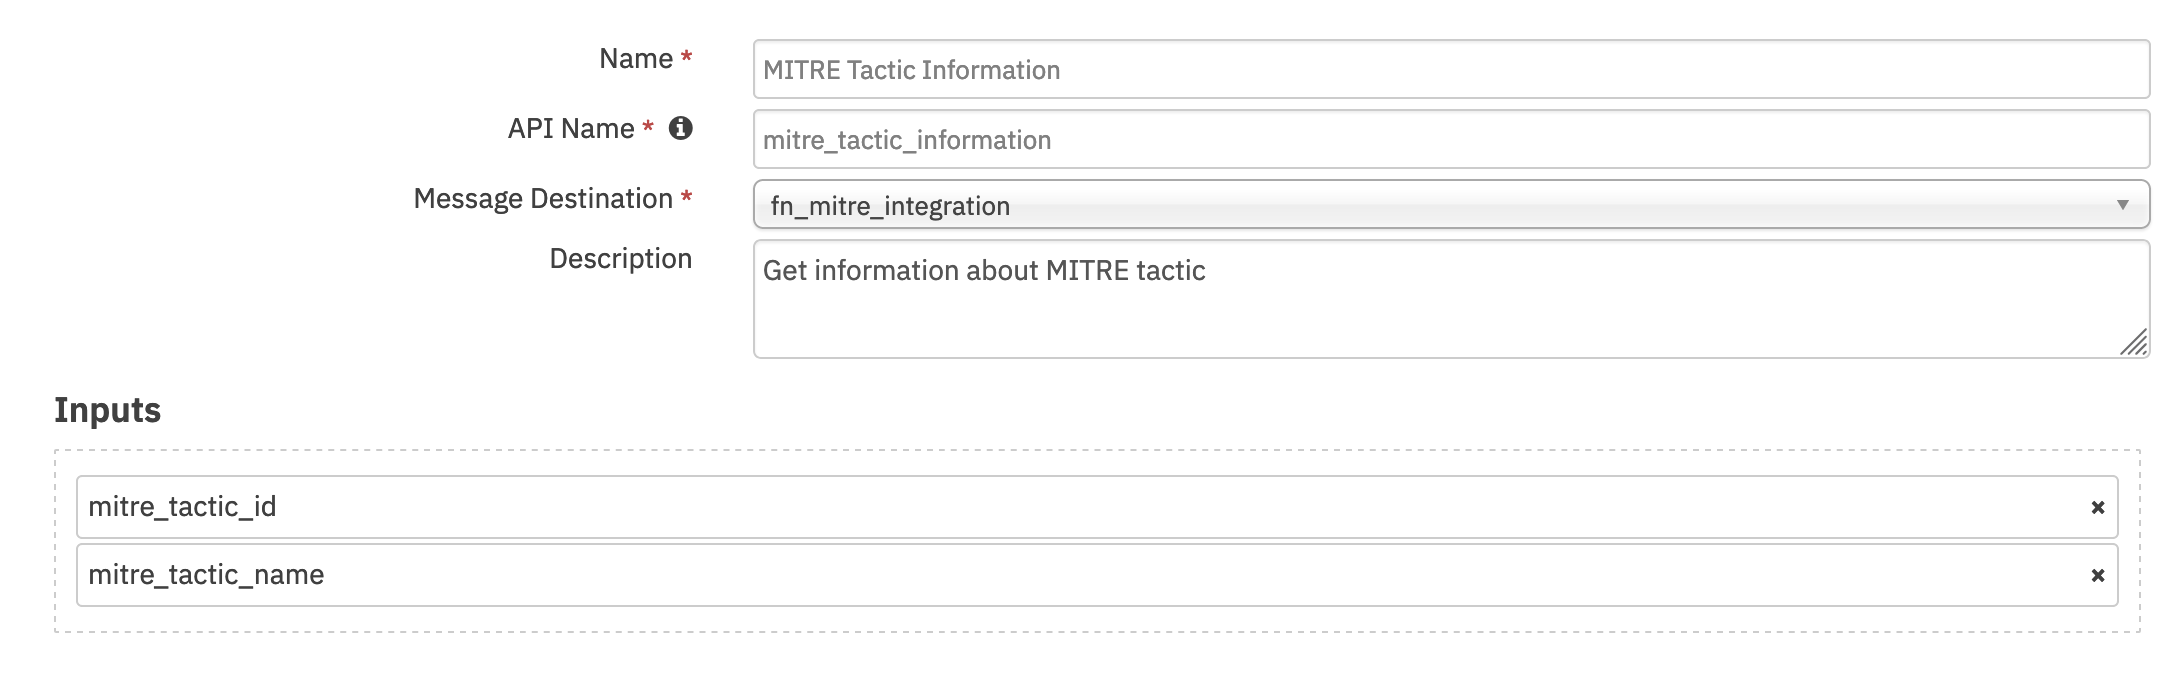 Name * MITRE Tactic Information
API Name * mitre_tactic_information
Message Destination * fn_mitre_integration
Description Get information about MITRE tactic
Inputs
mitre_tactic_id
mitre_tactic_name